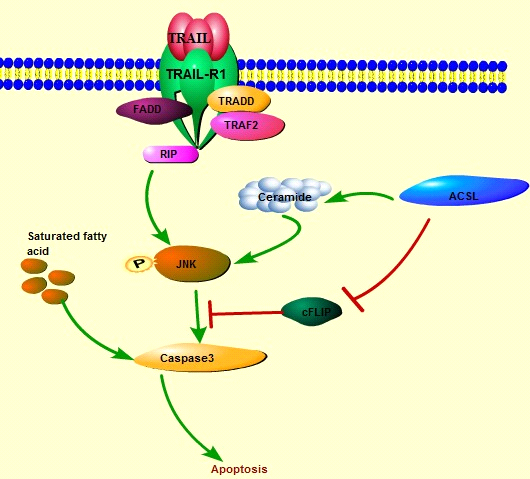 TRAIL
TRAIL-R1
FADD
TRADD
TRAF2
RIP
Ceramide
ACSL
Saturated fatty
acid
P
JNK
cFLIP
Caspase3
Apoptosis